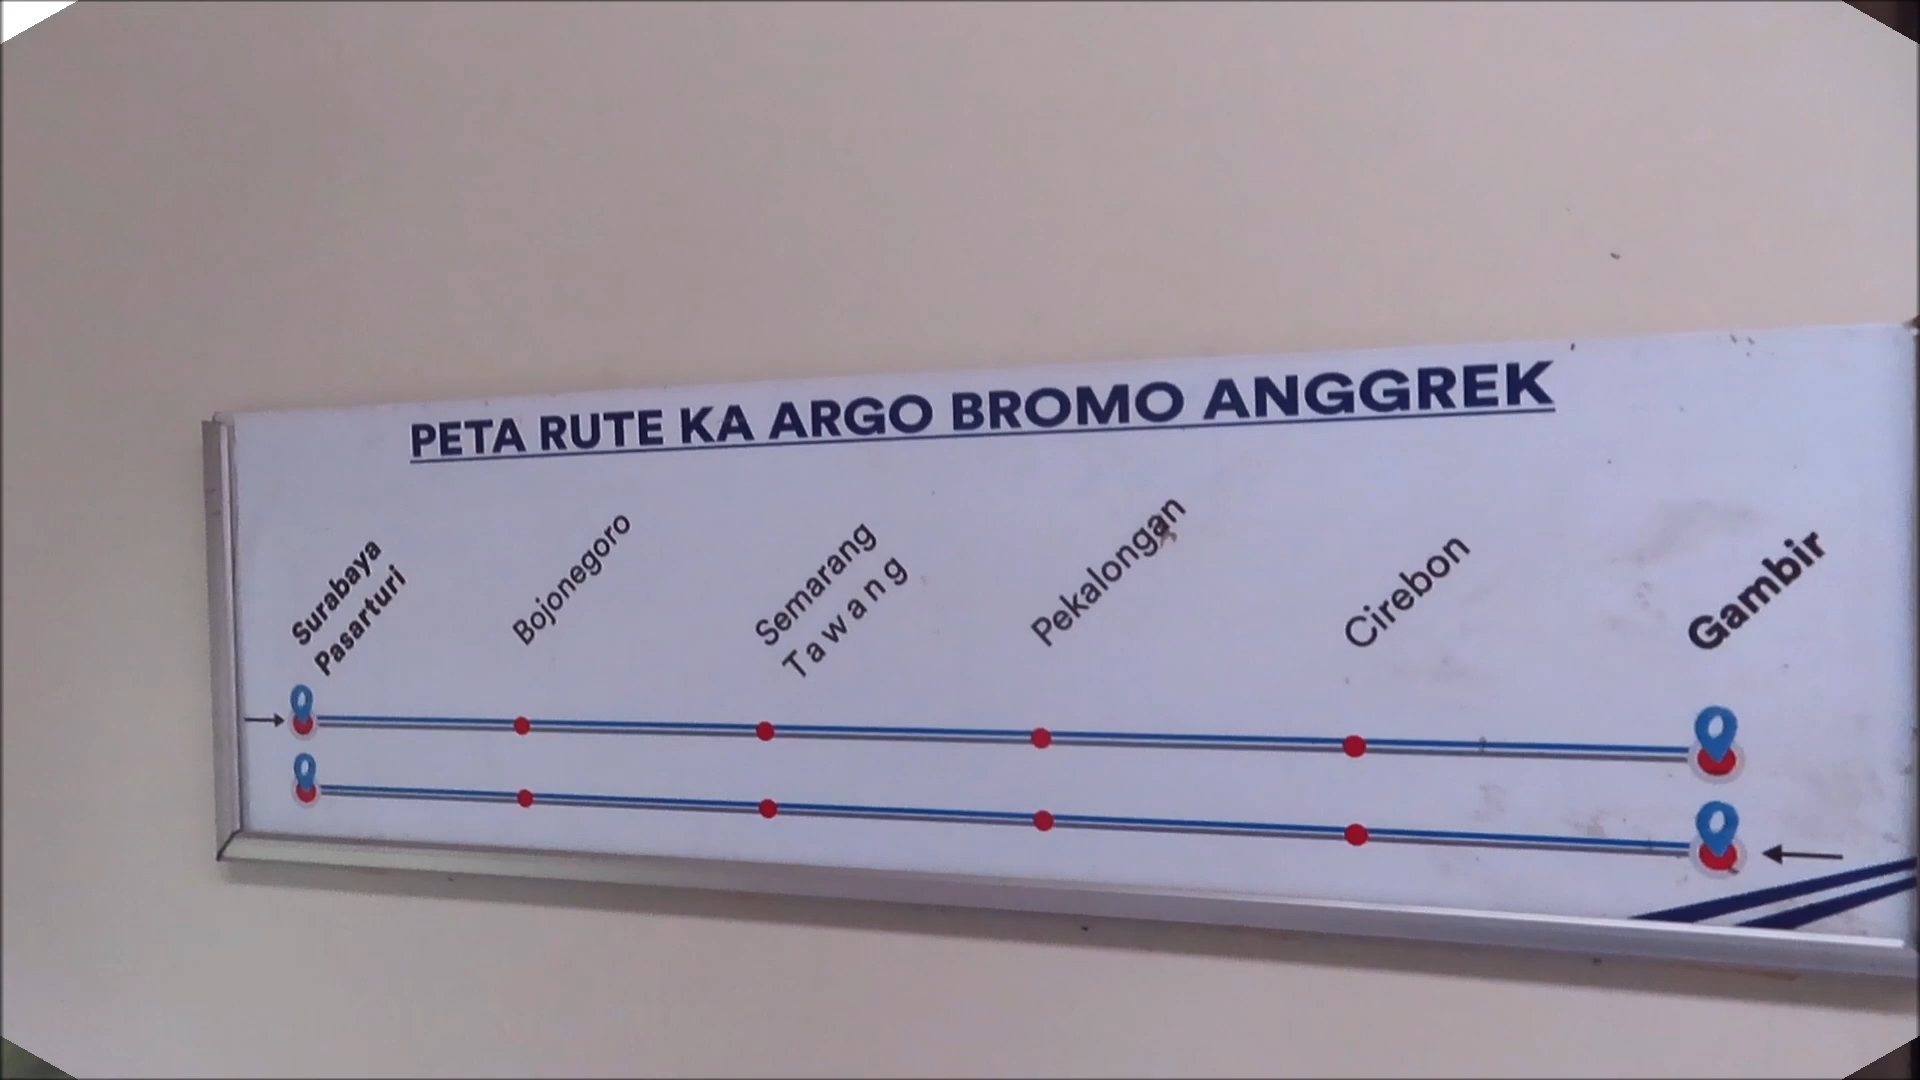 PETA RUTE KA ARGO BROMO ANGGREK
Surabaya
Pasarturi
Bojonegoro
Semarang
Tawang
Pekalongan
Cirebon
Gambir